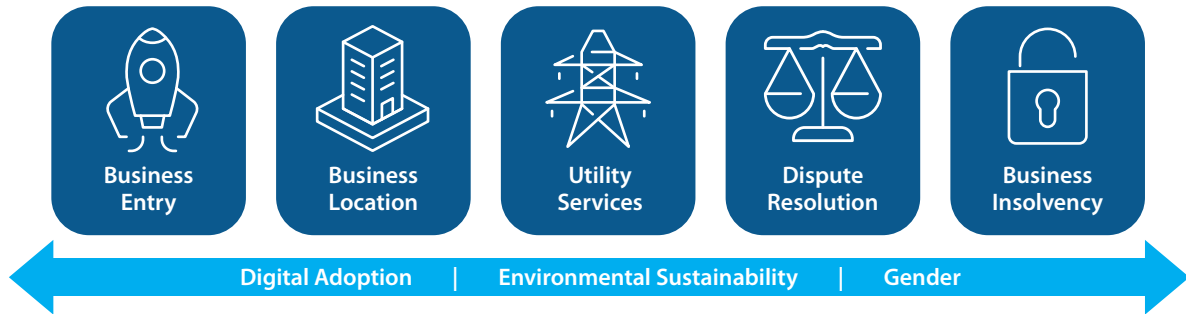 Business
Entry
Business
Location
Utility
Services
Dispute
Resolution
Business
Insolvency
Digital Adoption | Environmental Sustainability | Gender